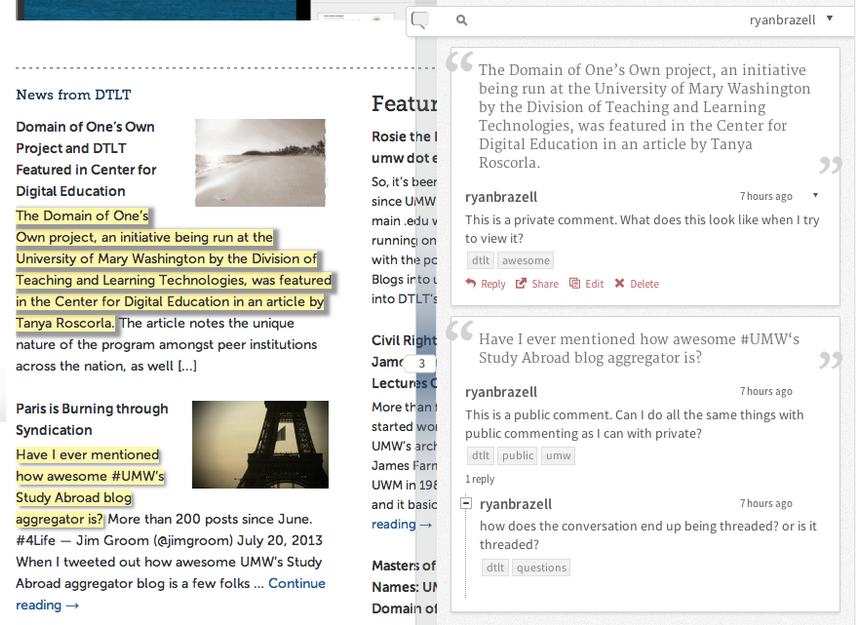 ryanbrazell
News from DTLT
Domain of One's Own
Project and DTLT
Featured in Center for
Digital Education
The Domain of One's
Own project, an initiative being run at the
University of Mary Washington by the Division of
Teaching and Learning Technologies, was featured
in the Center for Digital Education in an article by
Tanya Roscorla. The article notes the unique
nature of the program amongst peer institutions
across the nation, as well [...]
Paris is Burning through
Syndication
Have I ever mentioned
how awesome #UMW's
Study Abroad blog
aggregator is? More than 200 posts since June.
#4Life — Jim Groom (@jimgroom) July 20, 2013
When I tweeted out how awesome UMW's Study
Abroad aggregator blog is a few folks ... Continue
reading →
Featur
Rosie the
umw dot e
So, it's been
since UMW
main .edu w
running on
with the po
Blogs into u
into DTLT's
Civil Right
Jam
Lectures C
More than
started wor
UMW's arch
James Farm
UWM in 198
and it basic
reading →
Masters of
Names: UM
Domain of
3
The Domain of One's Own project, an initiative
being run at the University of Mary Washington
by the Division of Teaching and Learning
Technologies, was featured in the Center for
Digital Education in an article by Tanya
Roscorla.
ryanbrazell 7 hours ago
This is a private comment. What does this look like when I try
to view it?
dtlt awesome
Reply Share Edit Delete
Have I ever mentioned how awesome #UMW‘s
Study Abroad blog aggregator is?
ryanbrazell 7 hours ago
This is a public comment. Can I do all the same things with
public commenting as I can with private?
dtlt public umw
1 reply
ryanbrazell 7 hours ago
how does the conversation end up being threaded? or is it
threaded?
dtlt questions